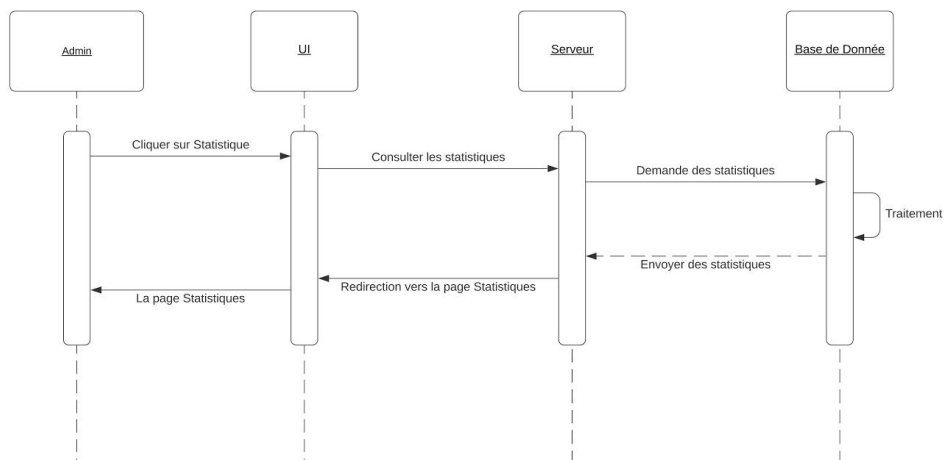 Admin
UI
Serveur
Base de Donnée
Cliquer sur Statistique
Consulter les statistiques
Demande des statistiques
Traitement
Envoyer des statistiques
Redirection vers la page Statistiques
La page Statistiques